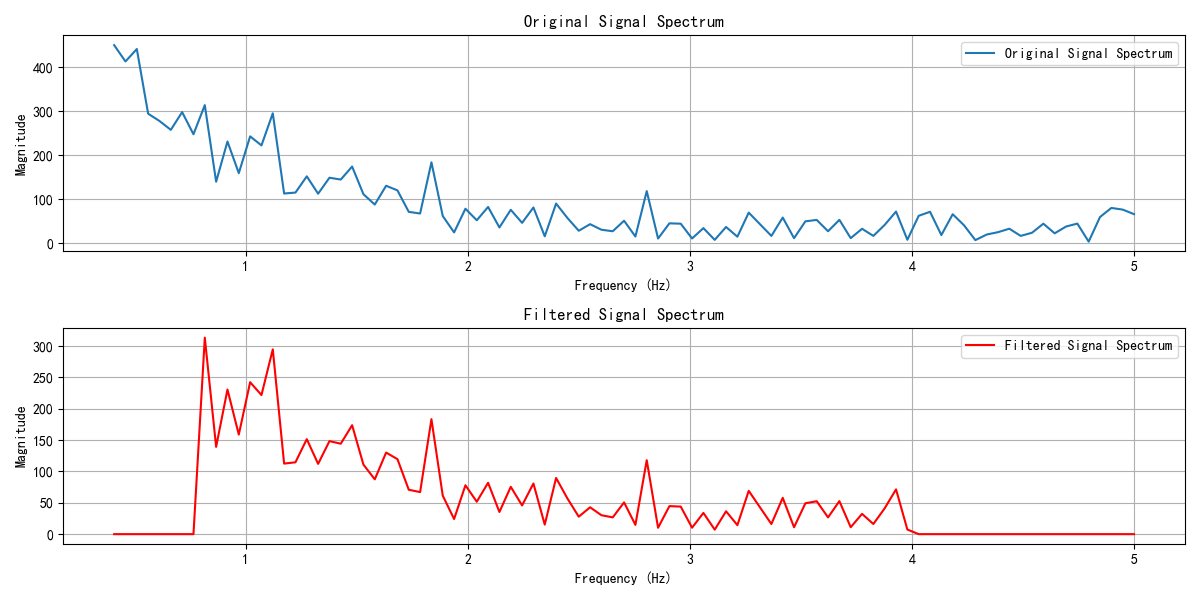 Original Signal Spectrum
Original Signal Spectrum
Magnitude
400
300
200
100
0
1
2
3
4
5
Frequency (Hz)
Filtered Signal Spectrum
Filtered Signal Spectrum
Magnitude
300
250
200
150
100
50
0
1
2
3
4
5
Frequency (Hz)